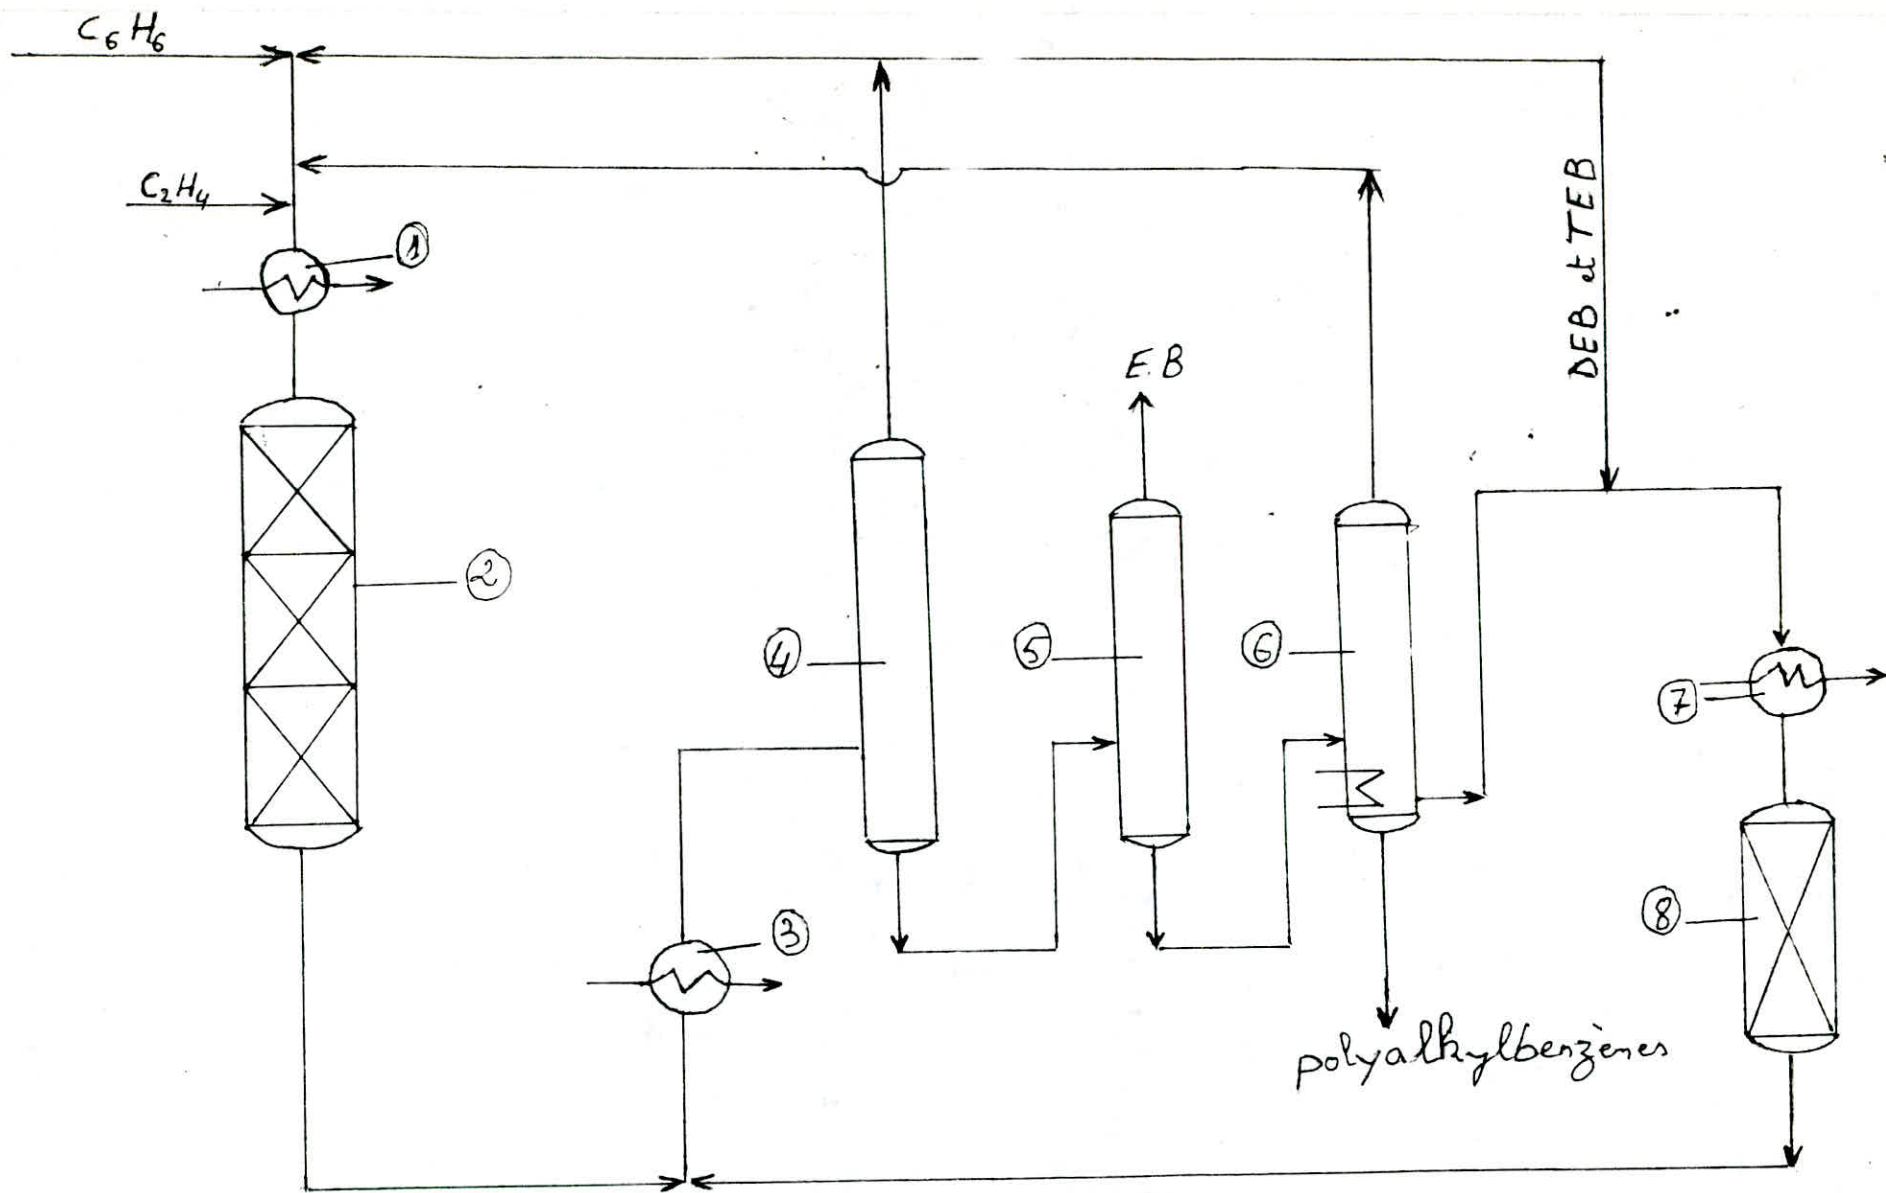 C₆H₆
C₂H₄
①
②
E.B
DEB et TEB
④
⑤
⑥
⑦
⑧
③
polyalkylbenzènes